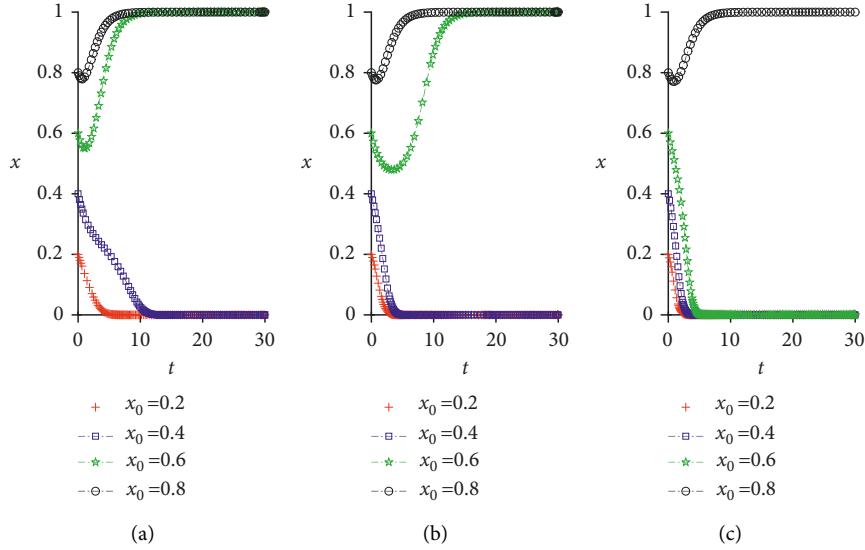 1 1 1
0.8 0.8 0.8
0.6 0.6 0.6
x x x
0.4 0.4 0.4
0.2 0.2 0.2
0 0 0
0 10 20 30 0 10 20 30 0 10 20 30
t t t
x₀=0.2 x₀=0.2 x₀=0.2
x₀=0.4 x₀=0.4 x₀=0.4
x₀=0.6 x₀=0.6 x₀=0.6
x₀=0.8 x₀=0.8 x₀=0.8
(a) (b) (c)